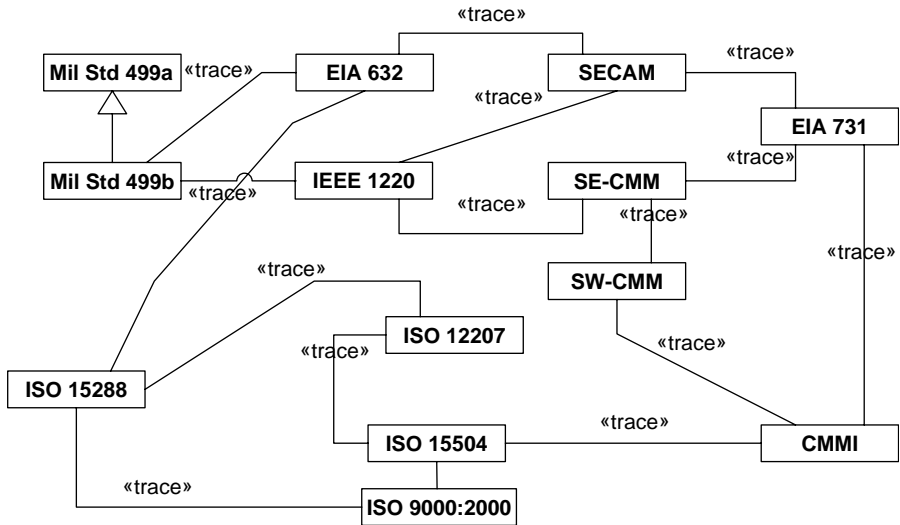 «trace»
Mil Std 499a
«trace»
EIA 632
SECAM
«trace»
«trace»
EIA 731
«trace»
Mil Std 499b
«trace»
IEEE 1220
SE-CMM
«trace»
«trace»
«trace»
«trace»
SW-CMM
ISO 12207
«trace»
«trace»
ISO 15288
ISO 15504
«trace»
CMMI
«trace»
ISO 9000:2000